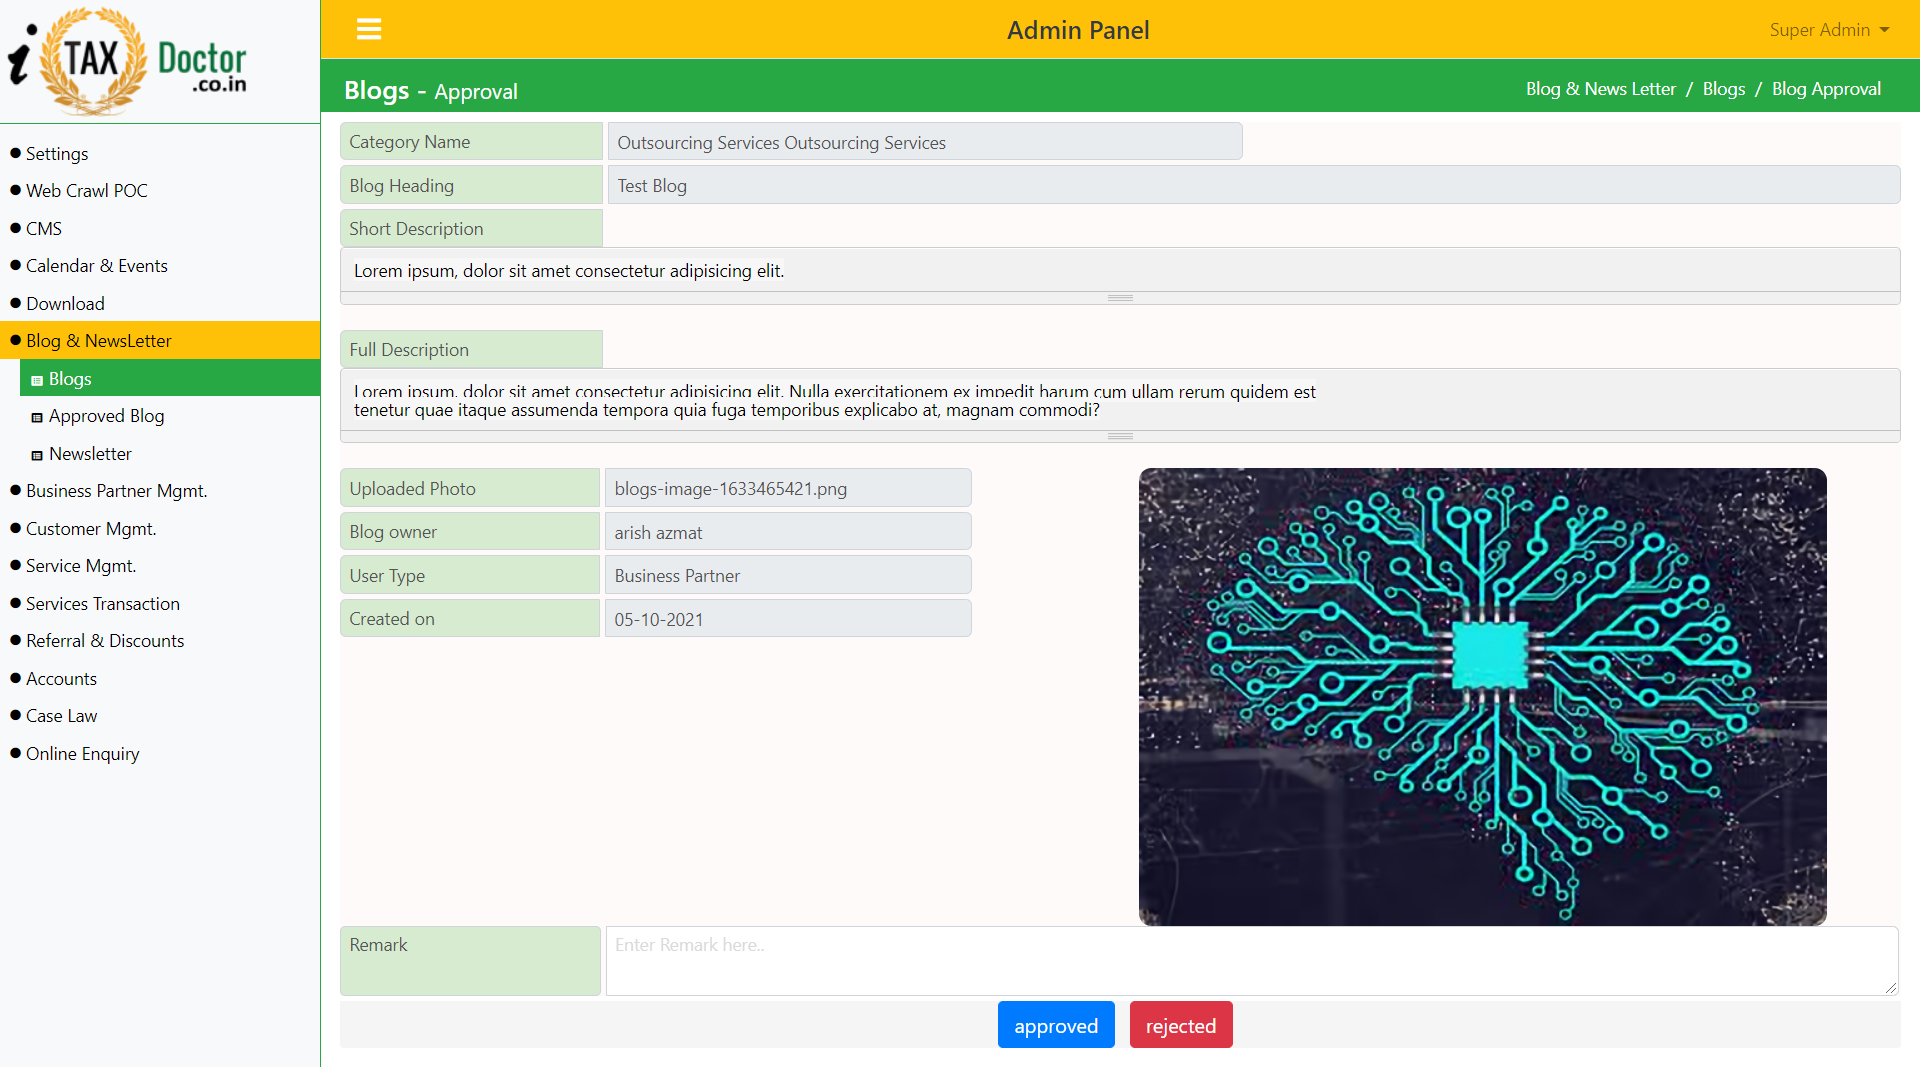 i TAX Doctor
.co.in
Admin Panel
Super Admin
Blogs - Approval
Blog & News Letter / Blogs / Blog Approval
Settings
Web Crawl POC
CMS
Calendar & Events
Download
Blog & NewsLetter
Blogs
Approved Blog
Newsletter
Business Partner Mgmt.
Customer Mgmt.
Service Mgmt.
Services Transaction
Referral & Discounts
Accounts
Case Law
Online Enquiry
Category Name
Outsourcing Services Outsourcing Services
Blog Heading
Test Blog
Short Description
Lorem ipsum, dolor sit amet consectetur adipisicing elit.
Full Description
Lorem ipsum, dolor sit amet consectetur adipisicing elit. Nulla exercitationem ex impedit harum cum ullam rerum quidem est
tenetur quae itaque assumenda tempora quia fuga temporibus explicabo at, magnam commodi?
Uploaded Photo
blogs-image-1633465421.png
Blog owner
arish azmat
User Type
Business Partner
Created on
05-10-2021
Remark
Enter Remark here..
approved
rejected